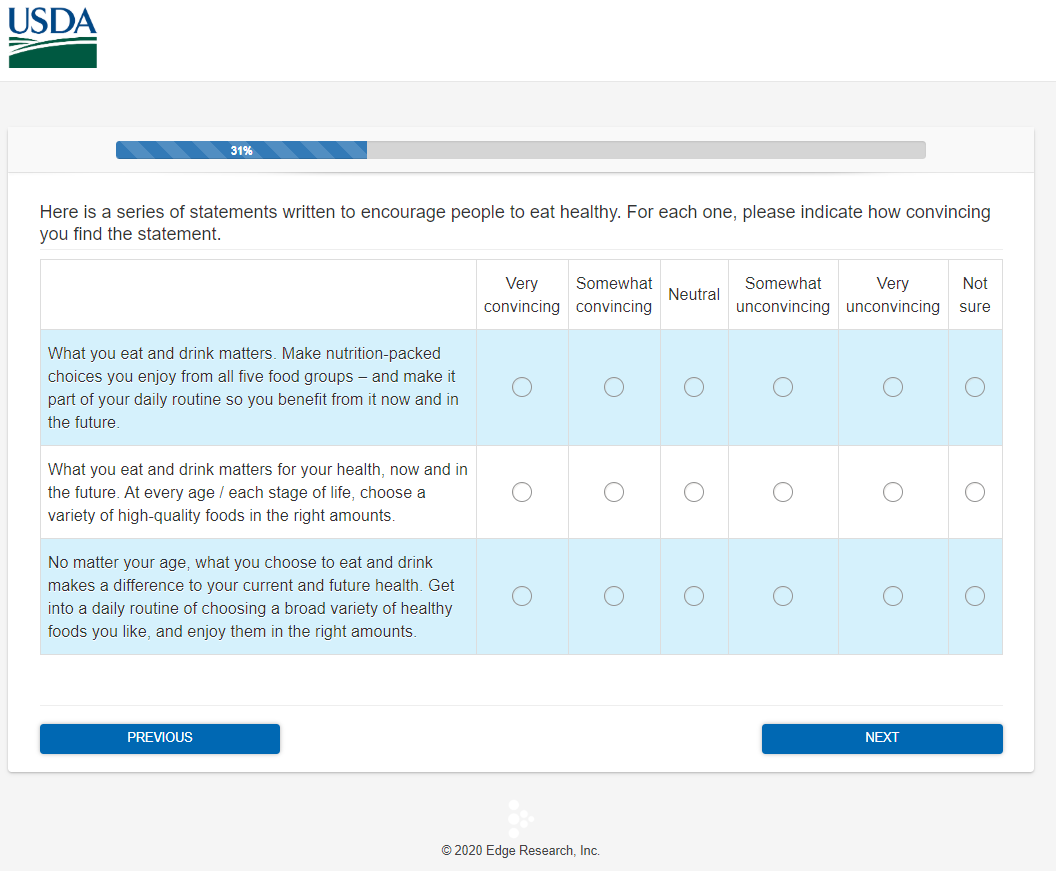 USDA
31%
Here is a series of statements written to encourage people to eat healthy. For each one, please indicate how convincing
you find the statement.
Very convincing
Somewhat convincing
Neutral
Somewhat unconvincing
Very unconvincing
Not sure
What you eat and drink matters. Make nutrition-packed
choices you enjoy from all five food groups – and make it
part of your daily routine so you benefit from it now and in
the future.
What you eat and drink matters for your health, now and in
the future. At every age / each stage of life, choose a
variety of high-quality foods in the right amounts.
No matter your age, what you choose to eat and drink
makes a difference to your current and future health. Get
into a daily routine of choosing a broad variety of healthy
foods you like, and enjoy them in the right amounts.
PREVIOUS
NEXT
© 2020 Edge Research, Inc.